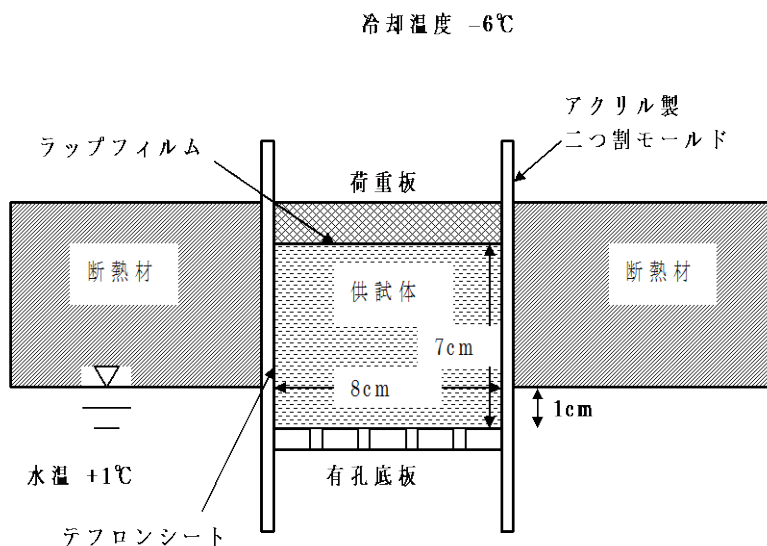 冷却温度 -6℃
アクリル製
二つ割モールド
ラップフィルム
荷重板
断熱材
供試体
断熱材
7cm
8cm
1cm
水温 +1℃
有孔底板
テフロンシート